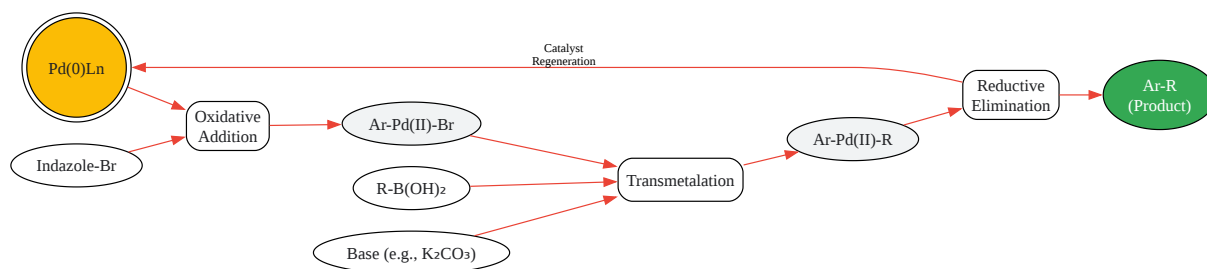 Catalyst
Regeneration
Pd(0)Ln
Oxidative
Addition
Indazole-Br
Ar-Pd(II)-Br
R-B(OH)₂
Base (e.g., K₂CO₃)
Transmetalation
Ar-Pd(II)-R
Reductive
Elimination
Ar-R
(Product)